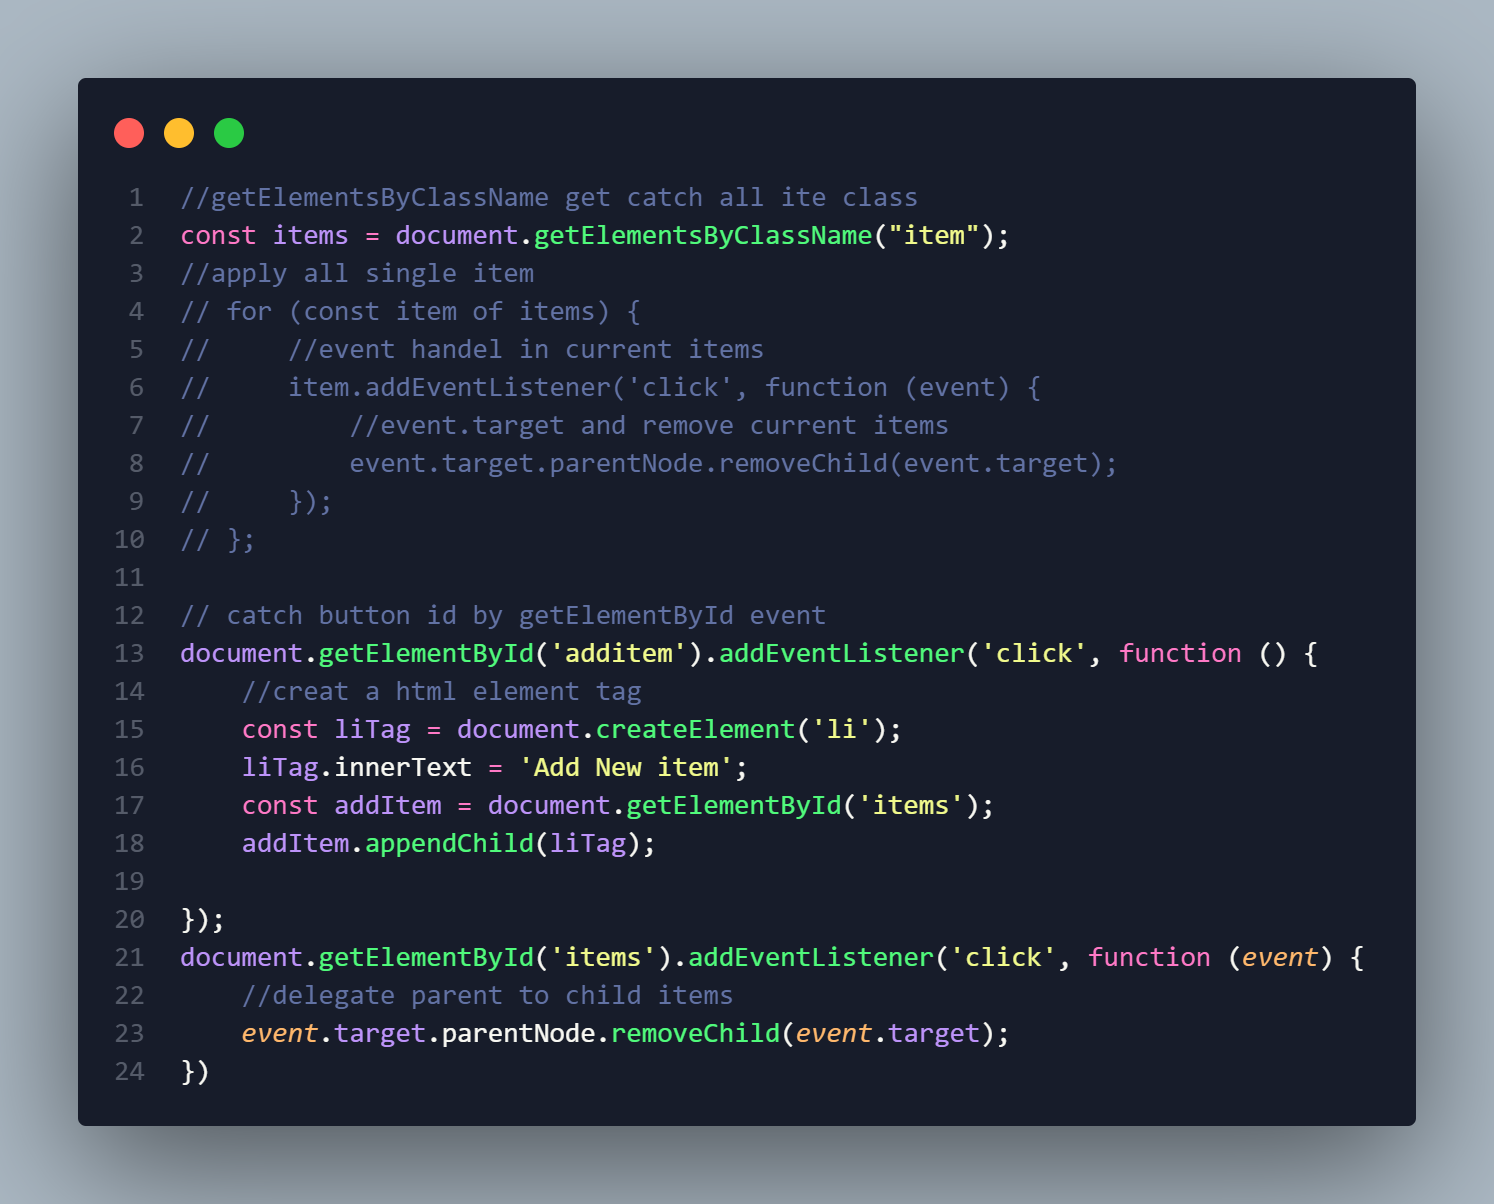 1 //getElementsByClassName get catch all ite class
2 const items = document.getElementsByClassName("item");
3 //apply all single item
4 // for (const item of items) {
5 //     //event handel in current items
6 //     item.addEventListener('click', function (event) {
7 //         //event.target and remove current items
8 //         event.target.parentNode.removeChild(event.target);
9 //     });
10 // };
11
12 // catch button id by getElementById event
13 document.getElementById('additem').addEventListener('click', function () {
14     //creat a html element tag
15     const liTag = document.createElement('li');
16     liTag.innerText = 'Add New item';
17     const addItem = document.getElementById('items');
18     addItem.appendChild(liTag);
19
20 });
21 document.getElementById('items').addEventListener('click', function (event) {
22     //delegate parent to child items
23     event.target.parentNode.removeChild(event.target);
24 })